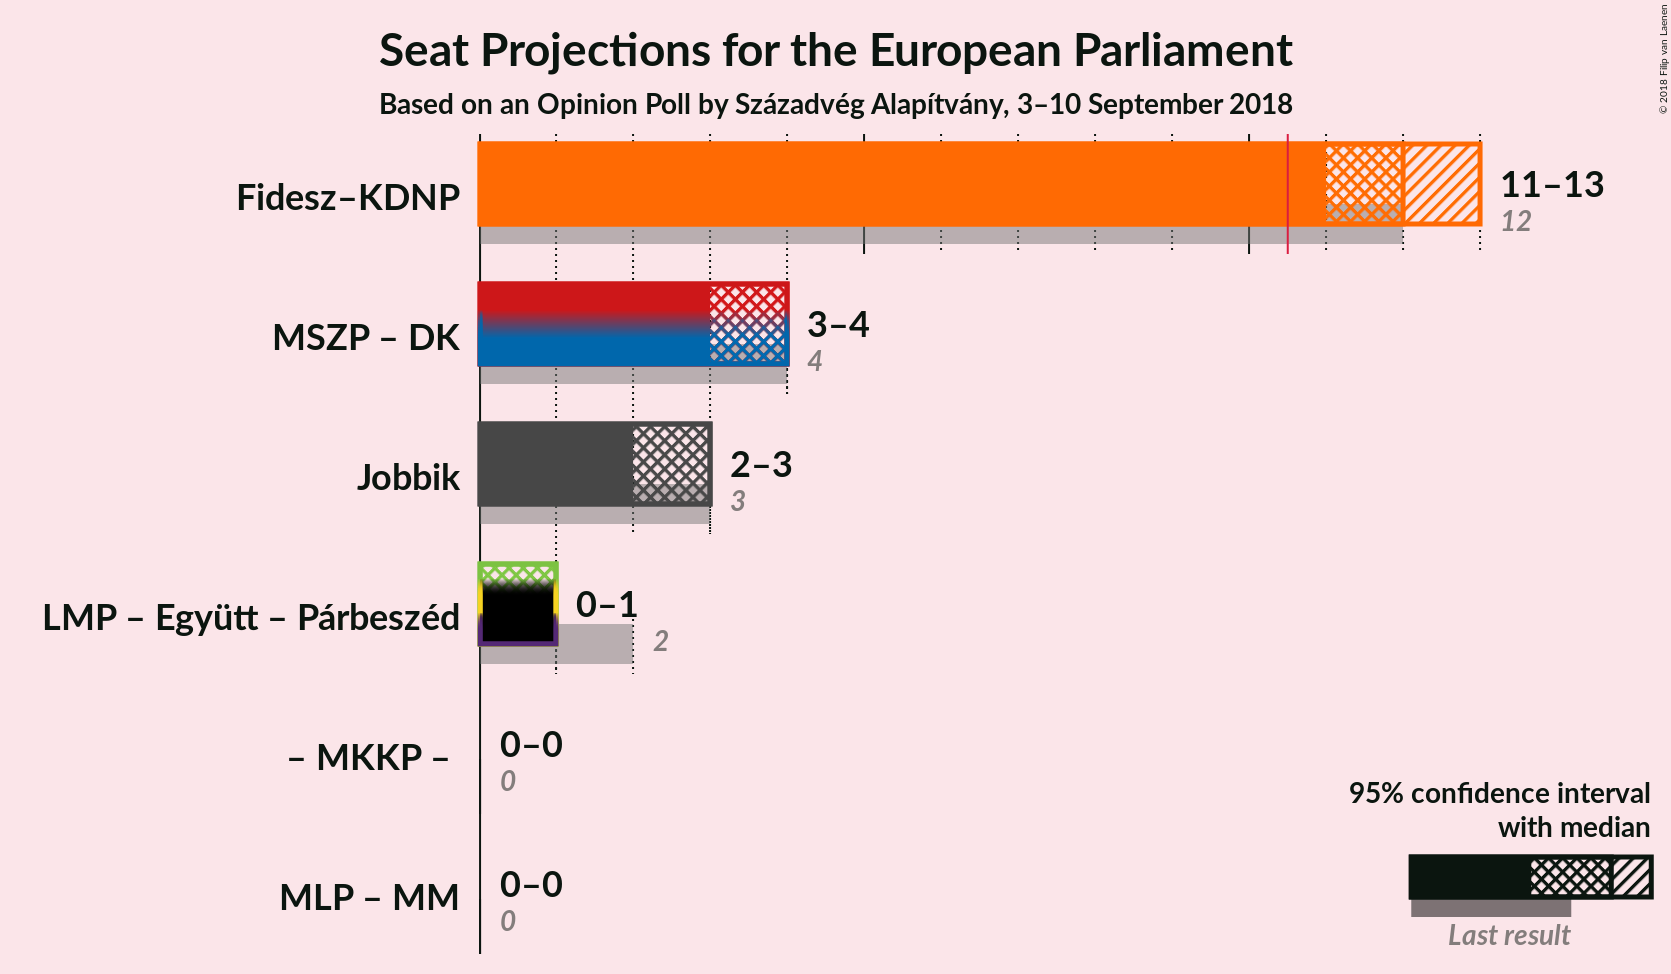 Seat Projections for the European Parliament
Based on an Opinion Poll by Századvég Alapítvány, 3–10 September 2018
© 2018 Filip van Laenen
Fidesz–KDNP
11–13
12
MSZP – DK
3–4
4
Jobbik
2–3
3
LMP – Együtt – Párbeszéd
0–1
2
– MKKP –
0–0
0
MLP – MM
0–0
0
95% confidence interval
with median
Last result